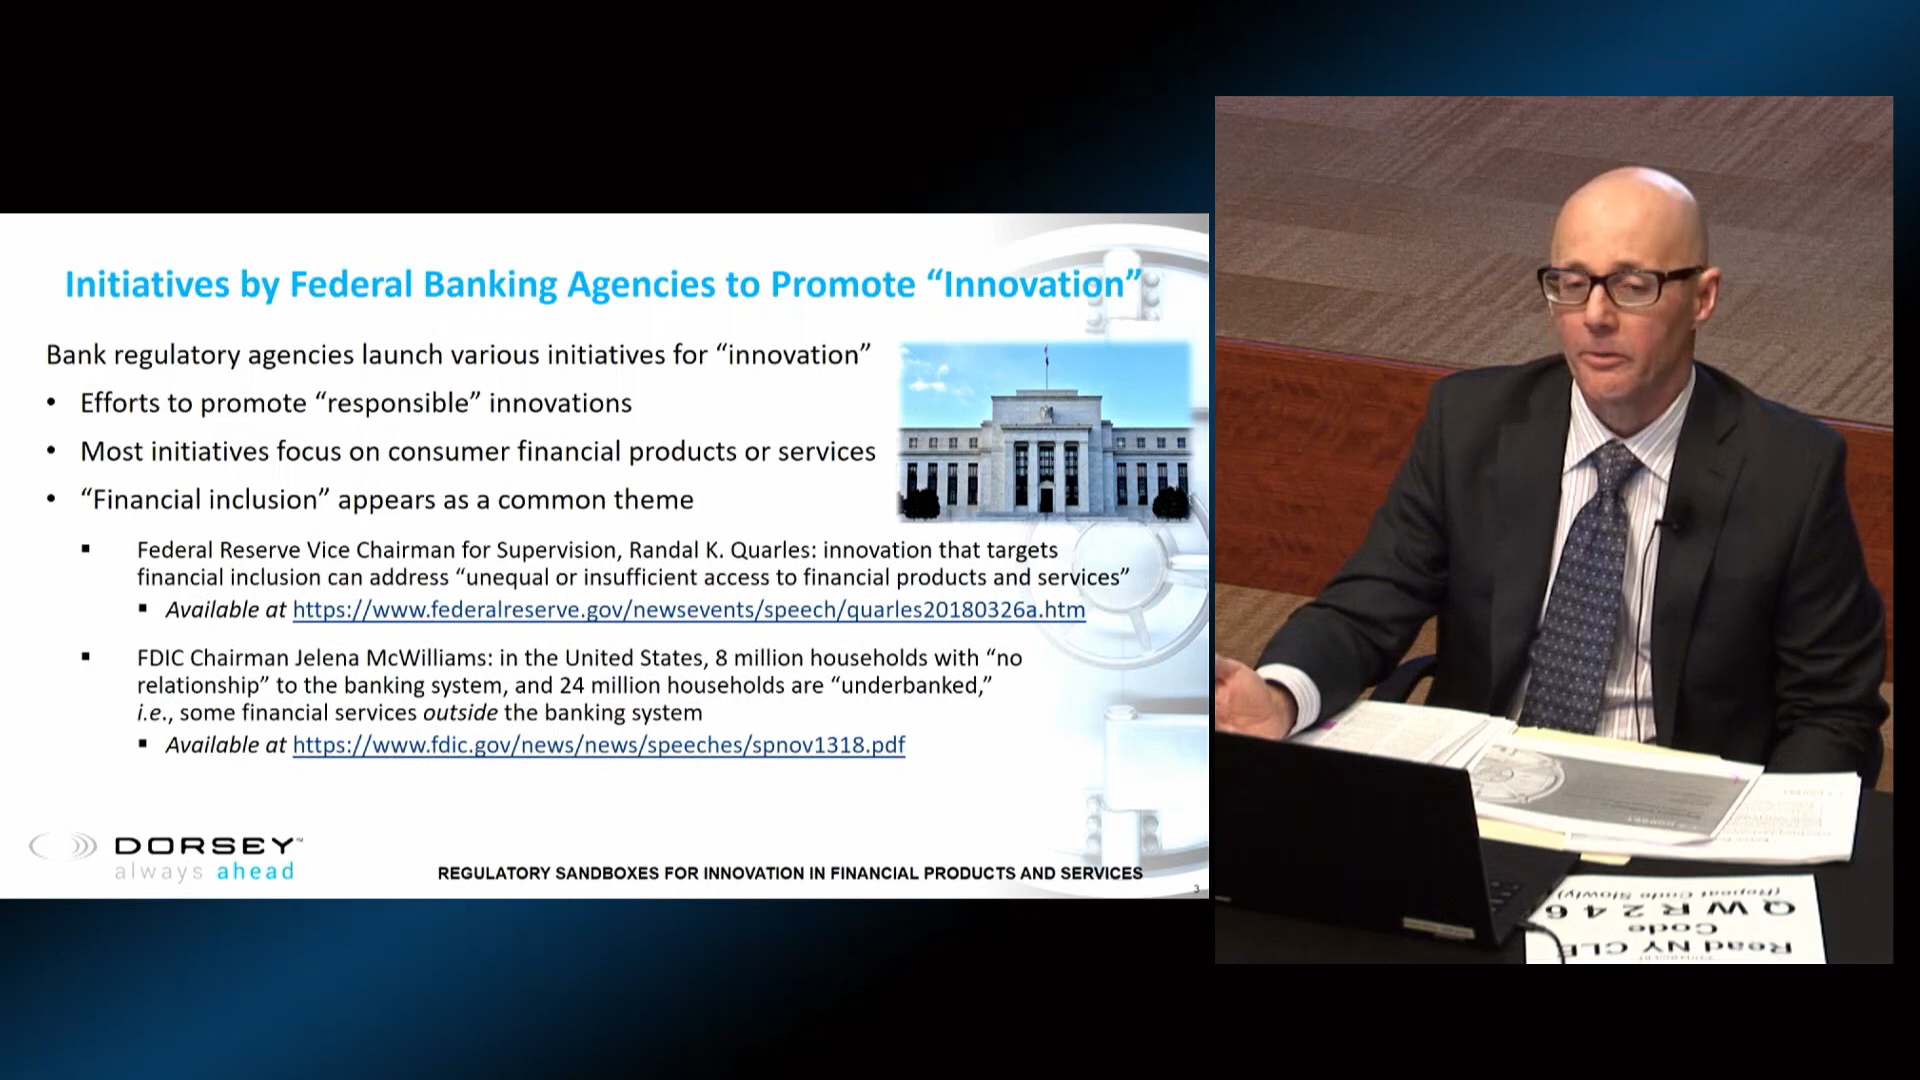 Initiatives by Federal Banking Agencies to Promote “Innovation”
Bank regulatory agencies launch various initiatives for “innovation”
• Efforts to promote “responsible” innovations
• Most initiatives focus on consumer financial products or services
• “Financial inclusion” appears as a common theme
▪ Federal Reserve Vice Chairman for Supervision, Randal K. Quarles: innovation that targets
financial inclusion can address “unequal or insufficient access to financial products and services”
▪ Available at https://www.federalreserve.gov/newsevents/speech/quarles20180326a.htm
▪ FDIC Chairman Jelena McWilliams: in the United States, 8 million households with “no
relationship” to the banking system, and 24 million households are “underbanked,”
i.e., some financial services outside the banking system
▪ Available at https://www.fdic.gov/news/news/speeches/spnov1318.pdf
DORSEY™
always ahead
REGULATORY SANDBOXES FOR INNOVATION IN FINANCIAL PRODUCTS AND SERVICES
3
Read NY CLE
Code
QWR246
(Repeat Code Slowly)